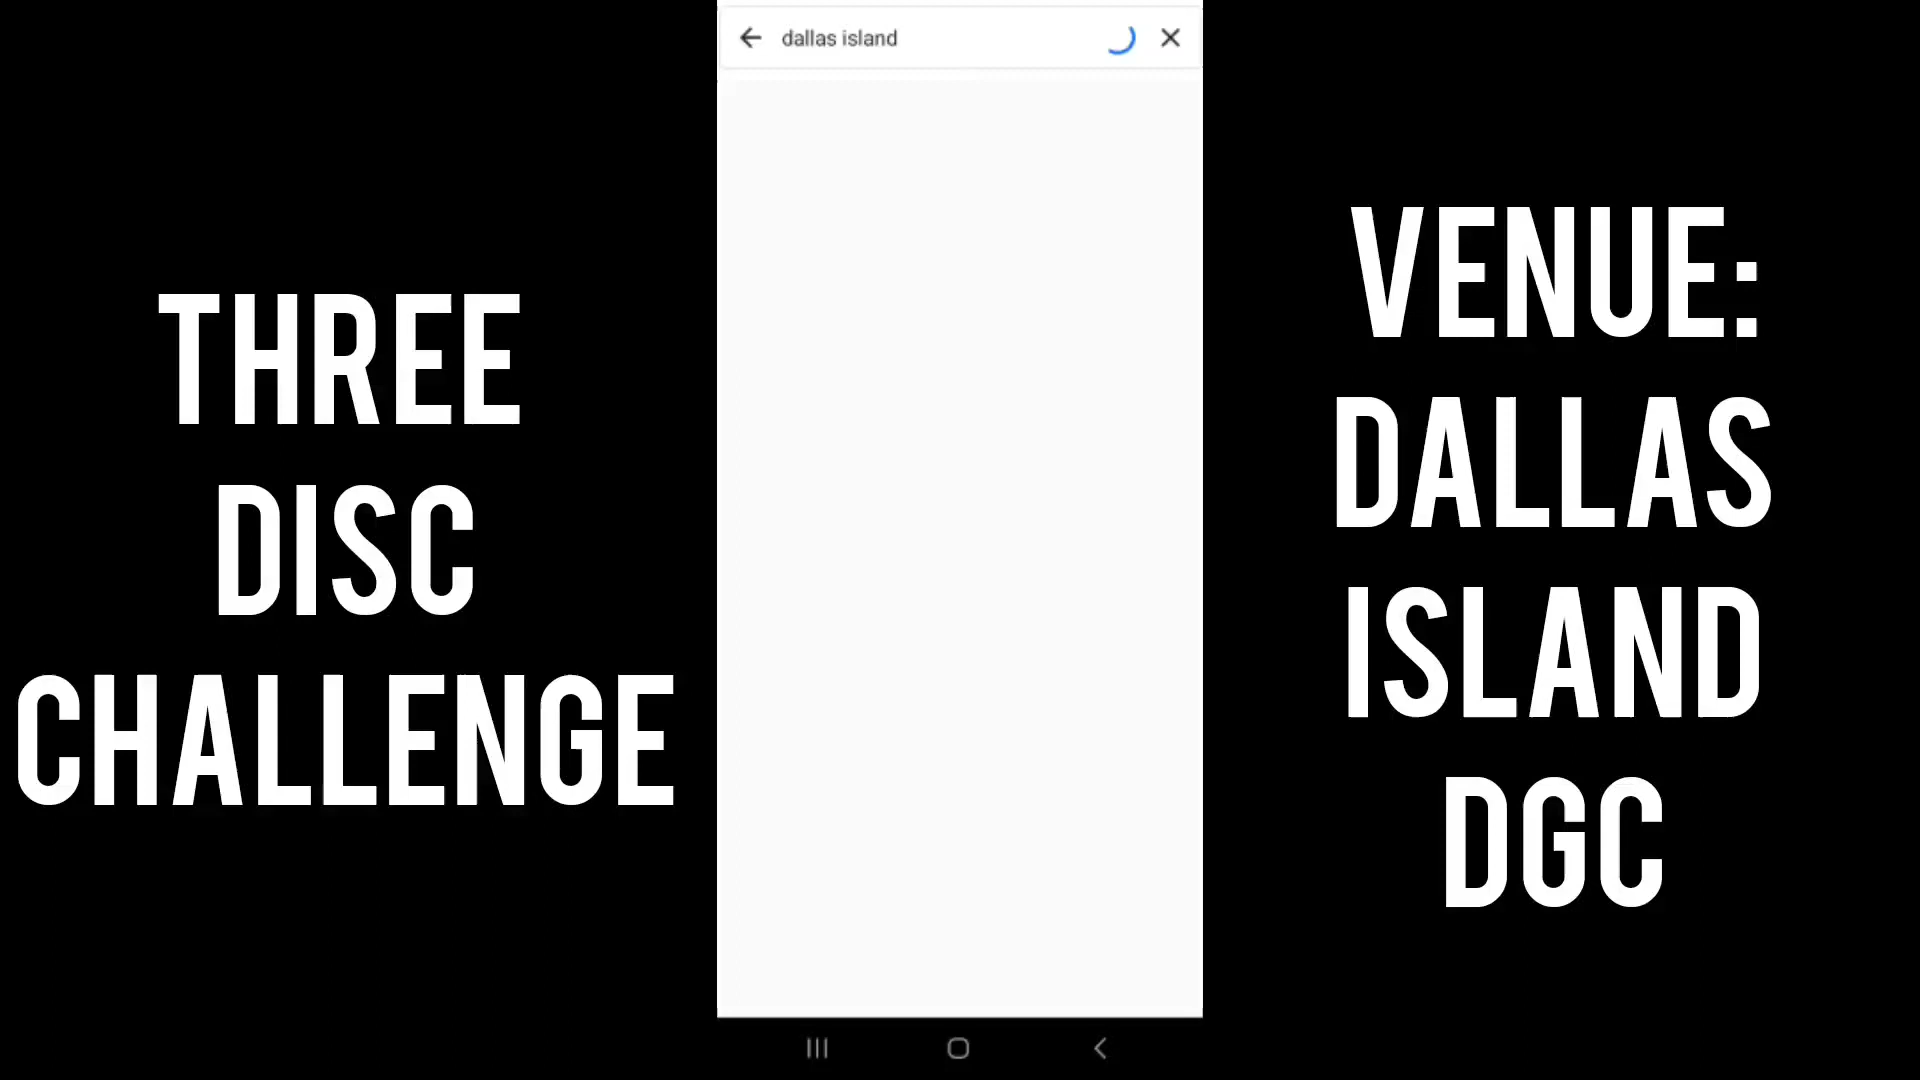 THREE
DISC
CHALLENGE
dallas island
VENUE:
DALLAS
ISLAND
DGC